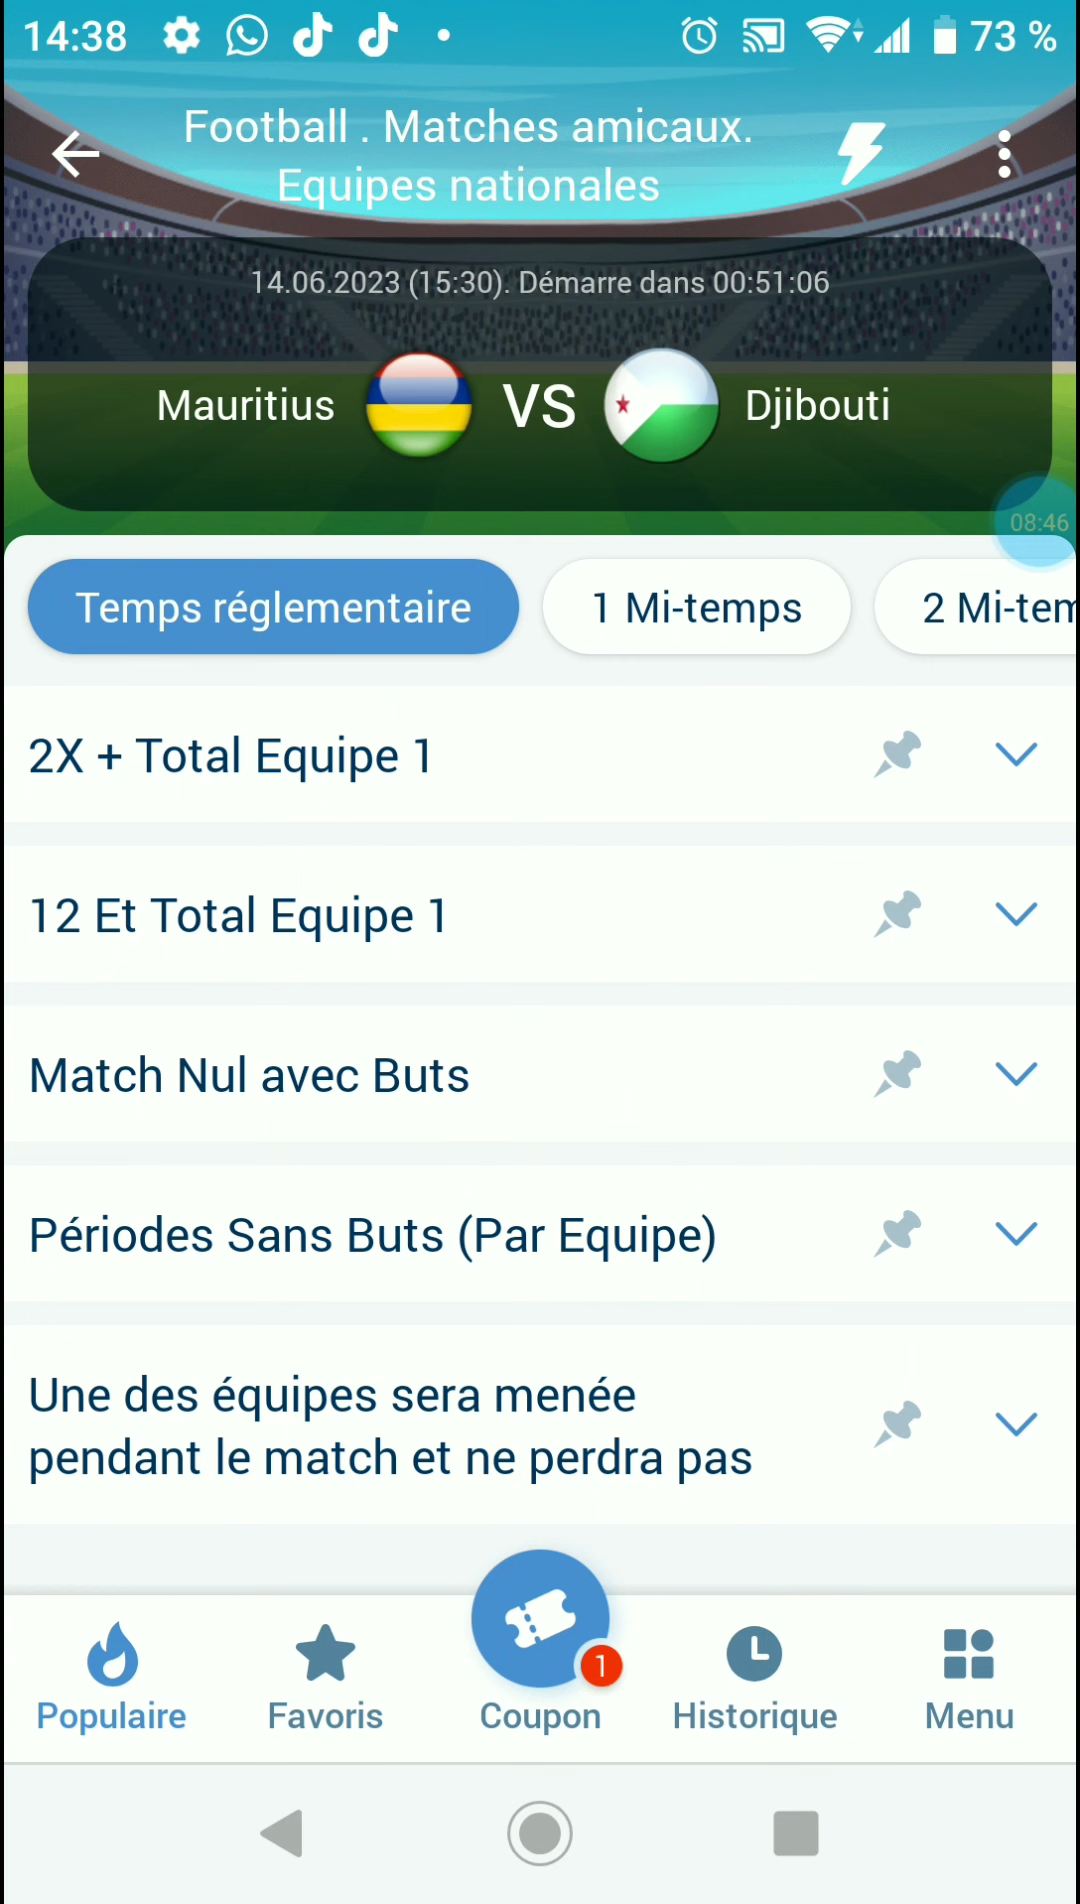 14:38
73 %
Football . Matches amicaux.
Equipes nationales
14.06.2023 (15:30). Démarre dans 00:51:06
Mauritius VS Djibouti
08:46
Temps réglementaire
1 Mi-temps
2 Mi-tem
2X + Total Equipe 1
12 Et Total Equipe 1
Match Nul avec Buts
Périodes Sans Buts (Par Equipe)
Une des équipes sera menée
pendant le match et ne perdra pas
1
Populaire
Favoris
Coupon
Historique
Menu